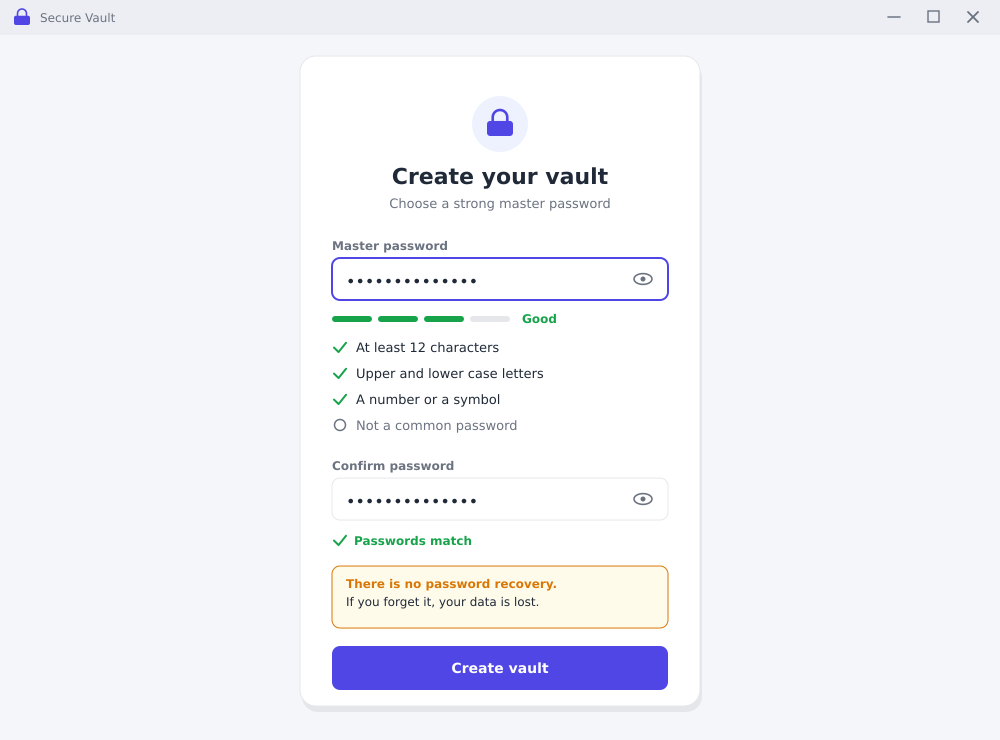 Secure Vault
Create your vault
Choose a strong master password
Master password
••••••••••••••
Good
At least 12 characters
Upper and lower case letters
A number or a symbol
Not a common password
Confirm password
••••••••••••••
Passwords match
There is no password recovery.
If you forget it, your data is lost.
Create vault